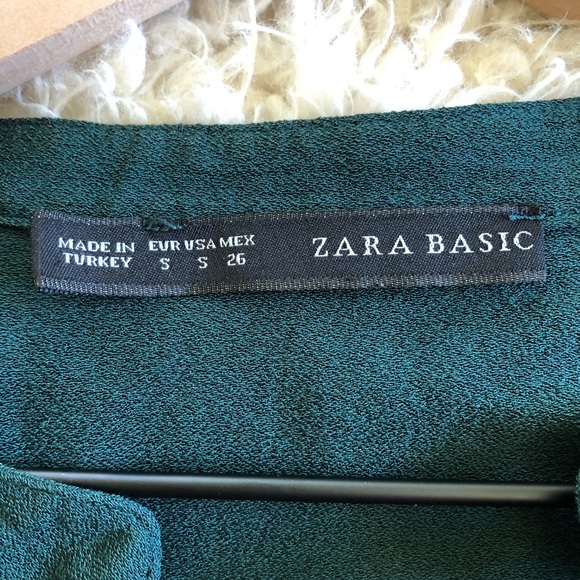 MADE IN TURKEY
EUR USA MEX
S S 26
ZARA BASIC